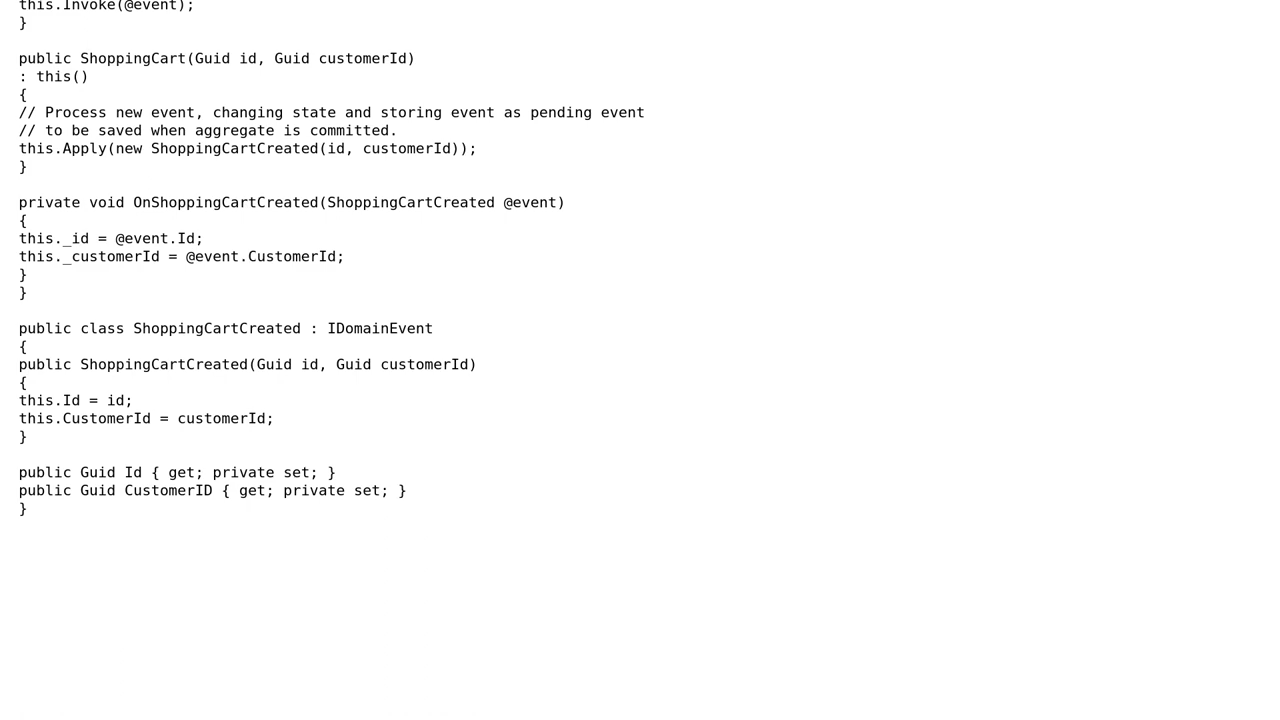 this.Invoke(@event);
}
public ShoppingCart(Guid id, Guid customerId)
: this()
{
// Process new event, changing state and storing event as pending event
// to be saved when aggregate is committed.
this.Apply(new ShoppingCartCreated(id, customerId));
}
private void OnShoppingCartCreated(ShoppingCartCreated @event)
{
this._id = @event.Id;
this._customerId = @event.CustomerId;
}
}
public class ShoppingCartCreated : IDomainEvent
{
public ShoppingCartCreated(Guid id, Guid customerId)
{
this.Id = id;
this.CustomerId = customerId;
}
public Guid Id { get; private set; }
public Guid CustomerID { get; private set; }
}